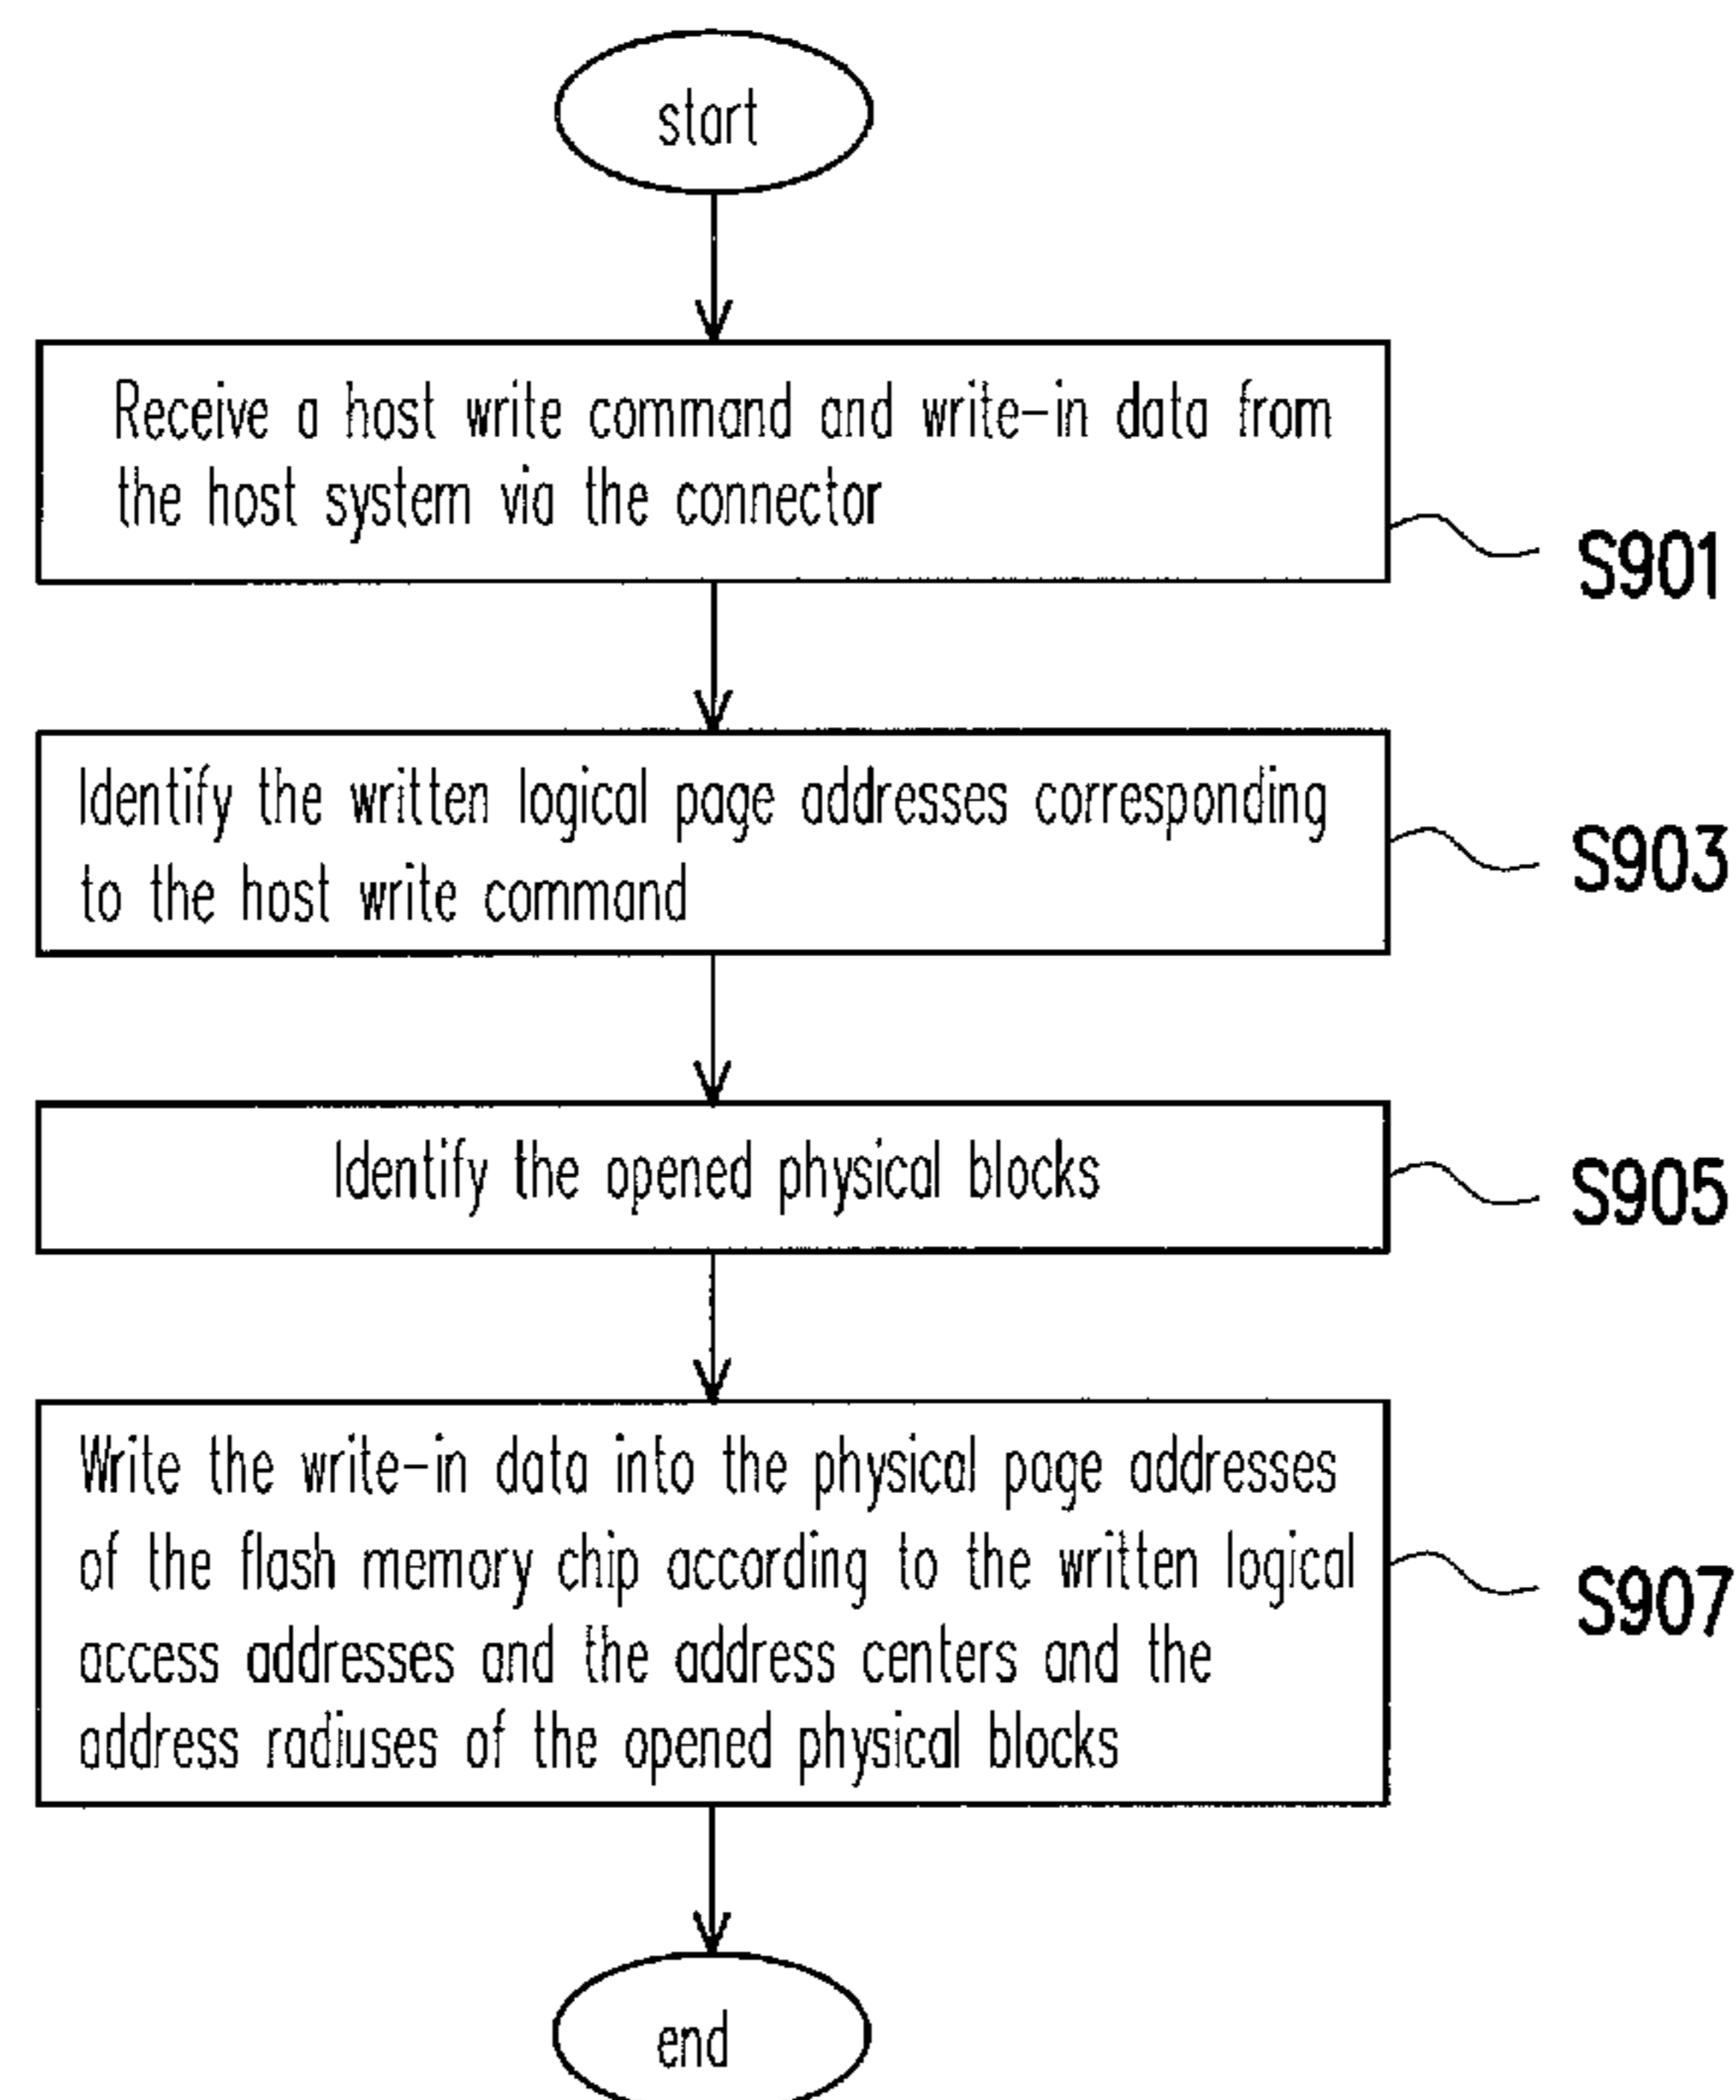 start
Receive a host write command and write-in data from
the host system via the connector
S901
Identify the written logical page addresses corresponding
to the host write command
S903
Identify the opened physical blocks
S905
Write the write-in data into the physical page addresses
of the flash memory chip according to the written logical
access addresses and the address centers and the
address radiuses of the opened physical blocks
S907
end